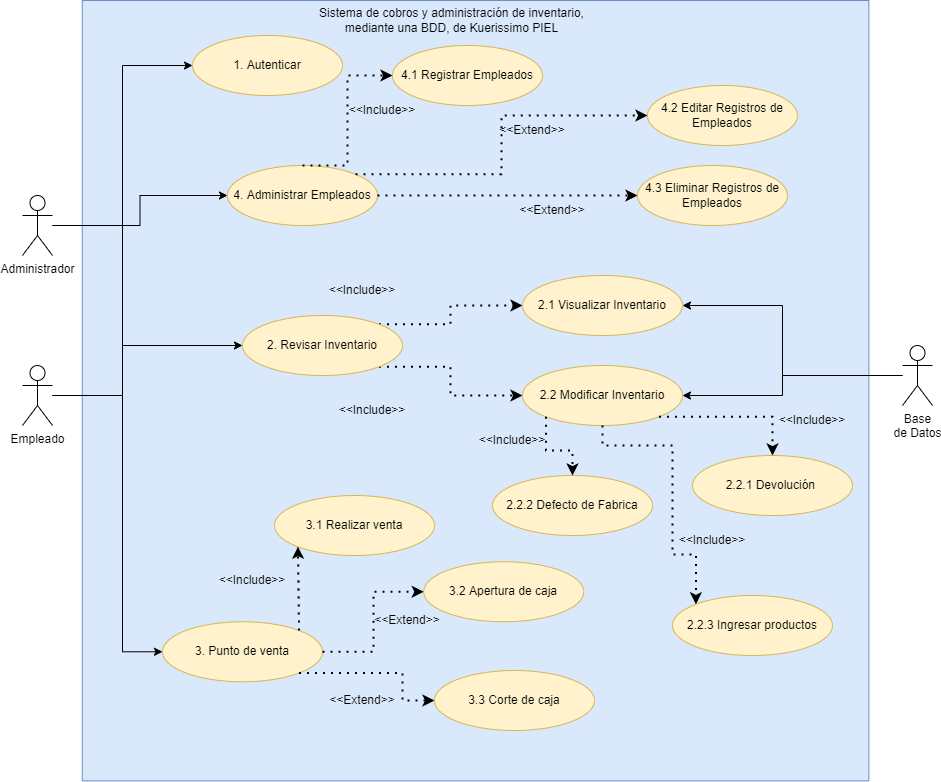 Sistema de cobros y administración de inventario,
mediante una BDD, de Kuerissimo PIEL
1. Autenticar
4.1 Registrar Empleados
<<Include>>
4.2 Editar Registros de
Empleados
<<Extend>>
4. Administrar Empleados
4.3 Eliminar Registros de
Empleados
<<Extend>>
Administrador
<<Include>>
2.1 Visualizar Inventario
2. Revisar Inventario
2.2 Modificar Inventario
<<Include>>
Empleado
Base
de Datos
<<Include>>
<<Include>>
2.2.1 Devolución
2.2.2 Defecto de Fabrica
3.1 Realizar venta
<<Include>>
<<Include>>
3.2 Apertura de caja
<<Extend>>
2.2.3 Ingresar productos
3. Punto de venta
<<Extend>>
3.3 Corte de caja